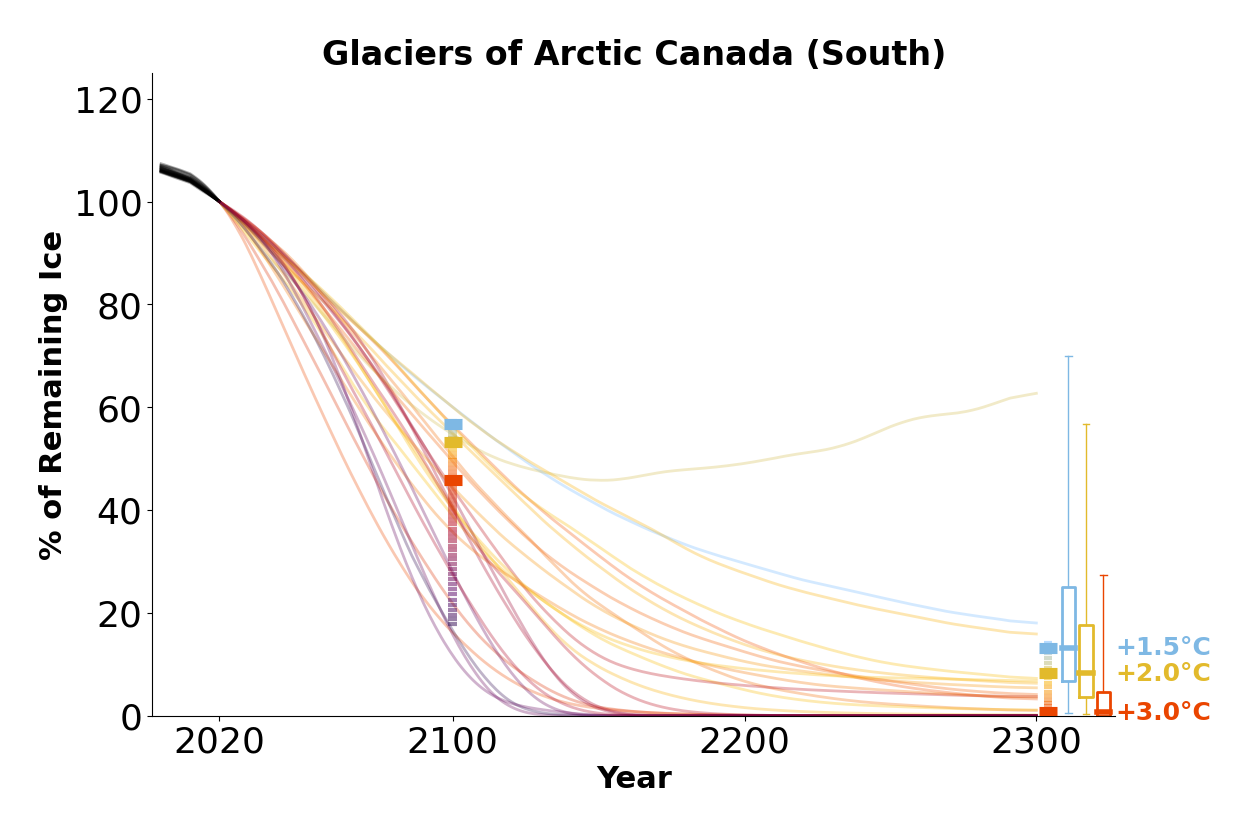 Glaciers of Arctic Canada (South)
% of Remaining Ice
120
100
80
60
40
20
0
2020
2100
2200
2300
Year
+1.5°C
+2.0°C
+3.0°C